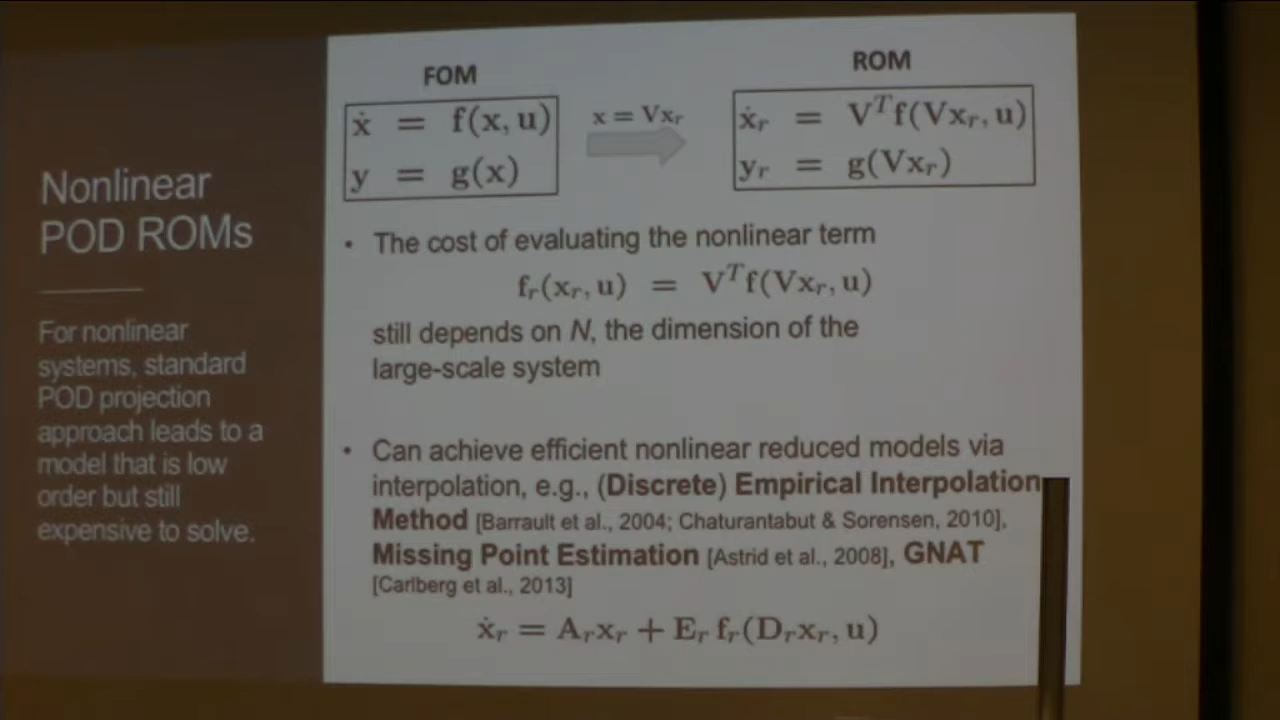 Nonlinear
POD ROMs
For nonlinear
systems, standard
POD projection
approach leads to a
model that is low
order but still
expensive to solve.
FOM
ẋ = f(x, u)
y = g(x)
x = Vxᵣ
ROM
ẋᵣ = Vᵀf(Vxᵣ, u)
yᵣ = g(Vxᵣ)
• The cost of evaluating the nonlinear term
fᵣ(xᵣ, u) = Vᵀf(Vxᵣ, u)
still depends on N, the dimension of the
large-scale system
• Can achieve efficient nonlinear reduced models via
interpolation, e.g., (Discrete) Empirical Interpolation
Method [Barrault et al., 2004; Chaturantabut & Sorensen, 2010],
Missing Point Estimation [Astrid et al., 2008], GNAT
[Carlberg et al., 2013]
ẋᵣ = Aᵣxᵣ + Eᵣ fᵣ(Dᵣxᵣ, u)